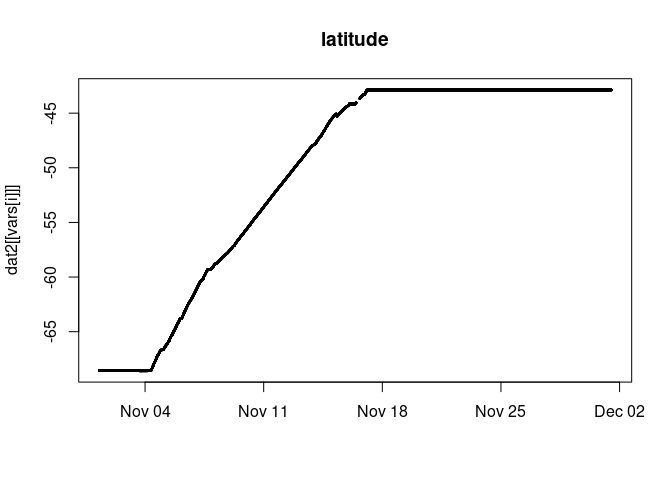 latitude
dat2[[vars[i]]]
-45
-50
-55
-60
-65
Nov 04
Nov 11
Nov 18
Nov 25
Dec 02